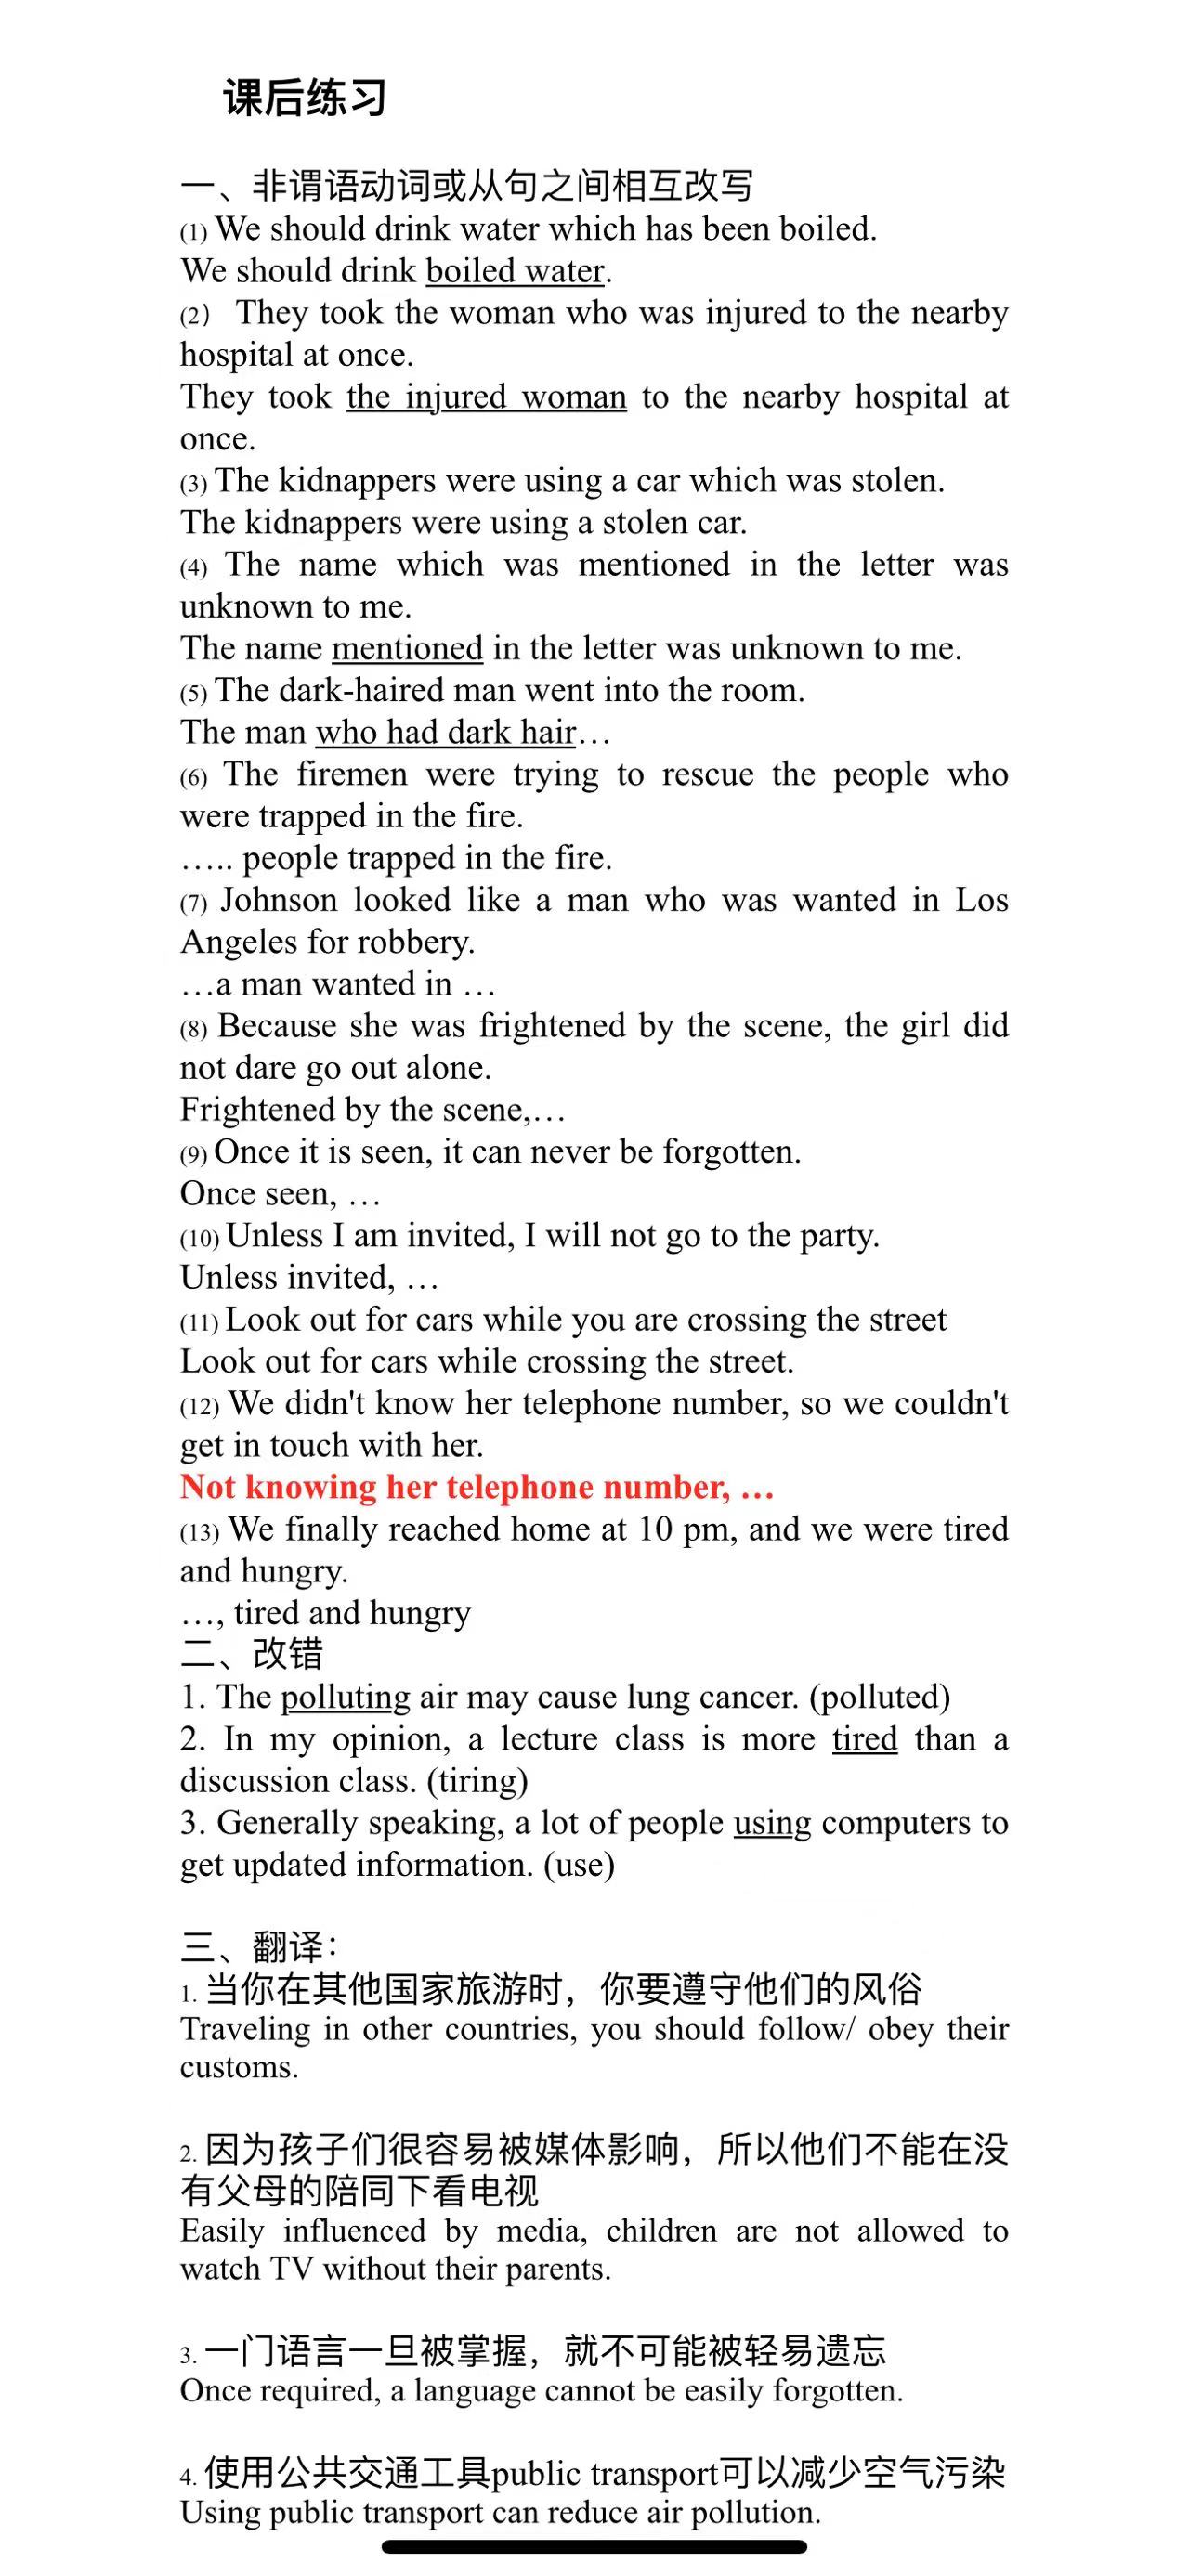 课后练习
一、非谓语动词或从句之间相互改写
(1) We should drink water which has been boiled.
We should drink boiled water.
(2） They took the woman who was injured to the nearby
hospital at once.
They took the injured woman to the nearby hospital at
once.
(3) The kidnappers were using a car which was stolen.
The kidnappers were using a stolen car.
(4) The name which was mentioned in the letter was
unknown to me.
The name mentioned in the letter was unknown to me.
(5) The dark-haired man went into the room.
The man who had dark hair…
(6) The firemen were trying to rescue the people who
were trapped in the fire.
….. people trapped in the fire.
(7) Johnson looked like a man who was wanted in Los
Angeles for robbery.
…a man wanted in …
(8) Because she was frightened by the scene, the girl did
not dare go out alone.
Frightened by the scene,…
(9) Once it is seen, it can never be forgotten.
Once seen, …
(10) Unless I am invited, I will not go to the party.
Unless invited, …
(11) Look out for cars while you are crossing the street
Look out for cars while crossing the street.
(12) We didn't know her telephone number, so we couldn't
get in touch with her.
Not knowing her telephone number, …
(13) We finally reached home at 10 pm, and we were tired
and hungry.
…, tired and hungry
二、改错
1. The polluting air may cause lung cancer. (polluted)
2. In my opinion, a lecture class is more tired than a
discussion class. (tiring)
3. Generally speaking, a lot of people using computers to
get updated information. (use)
三、翻译：
1. 当你在其他国家旅游时，你要遵守他们的风俗
Traveling in other countries, you should follow/ obey their
customs.
2. 因为孩子们很容易被媒体影响，所以他们不能在没
有父母的陪同下看电视
Easily influenced by media, children are not allowed to
watch TV without their parents.
3. 一门语言一旦被掌握，就不可能被轻易遗忘
Once required, a language cannot be easily forgotten.
4. 使用公共交通工具public transport可以减少空气污染
Using public transport can reduce air pollution.